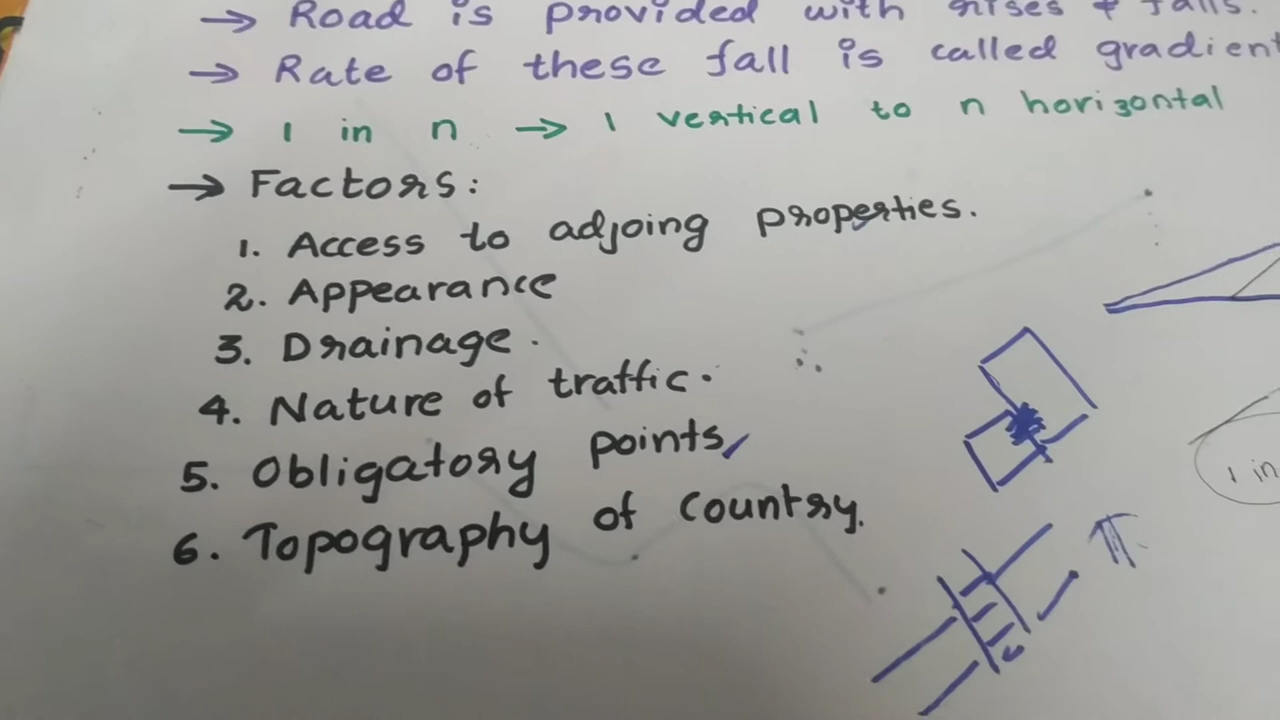 → Road is provided with rises & falls.
→ Rate of these fall is called gradient
→ 1 in n → 1 vertical to n horizontal
→ Factors:
1. Access to adjoing properties.
2. Appearance
3. Drainage.
4. Nature of traffic.
5. Obligatory points,
6. Topography of country.
1 in